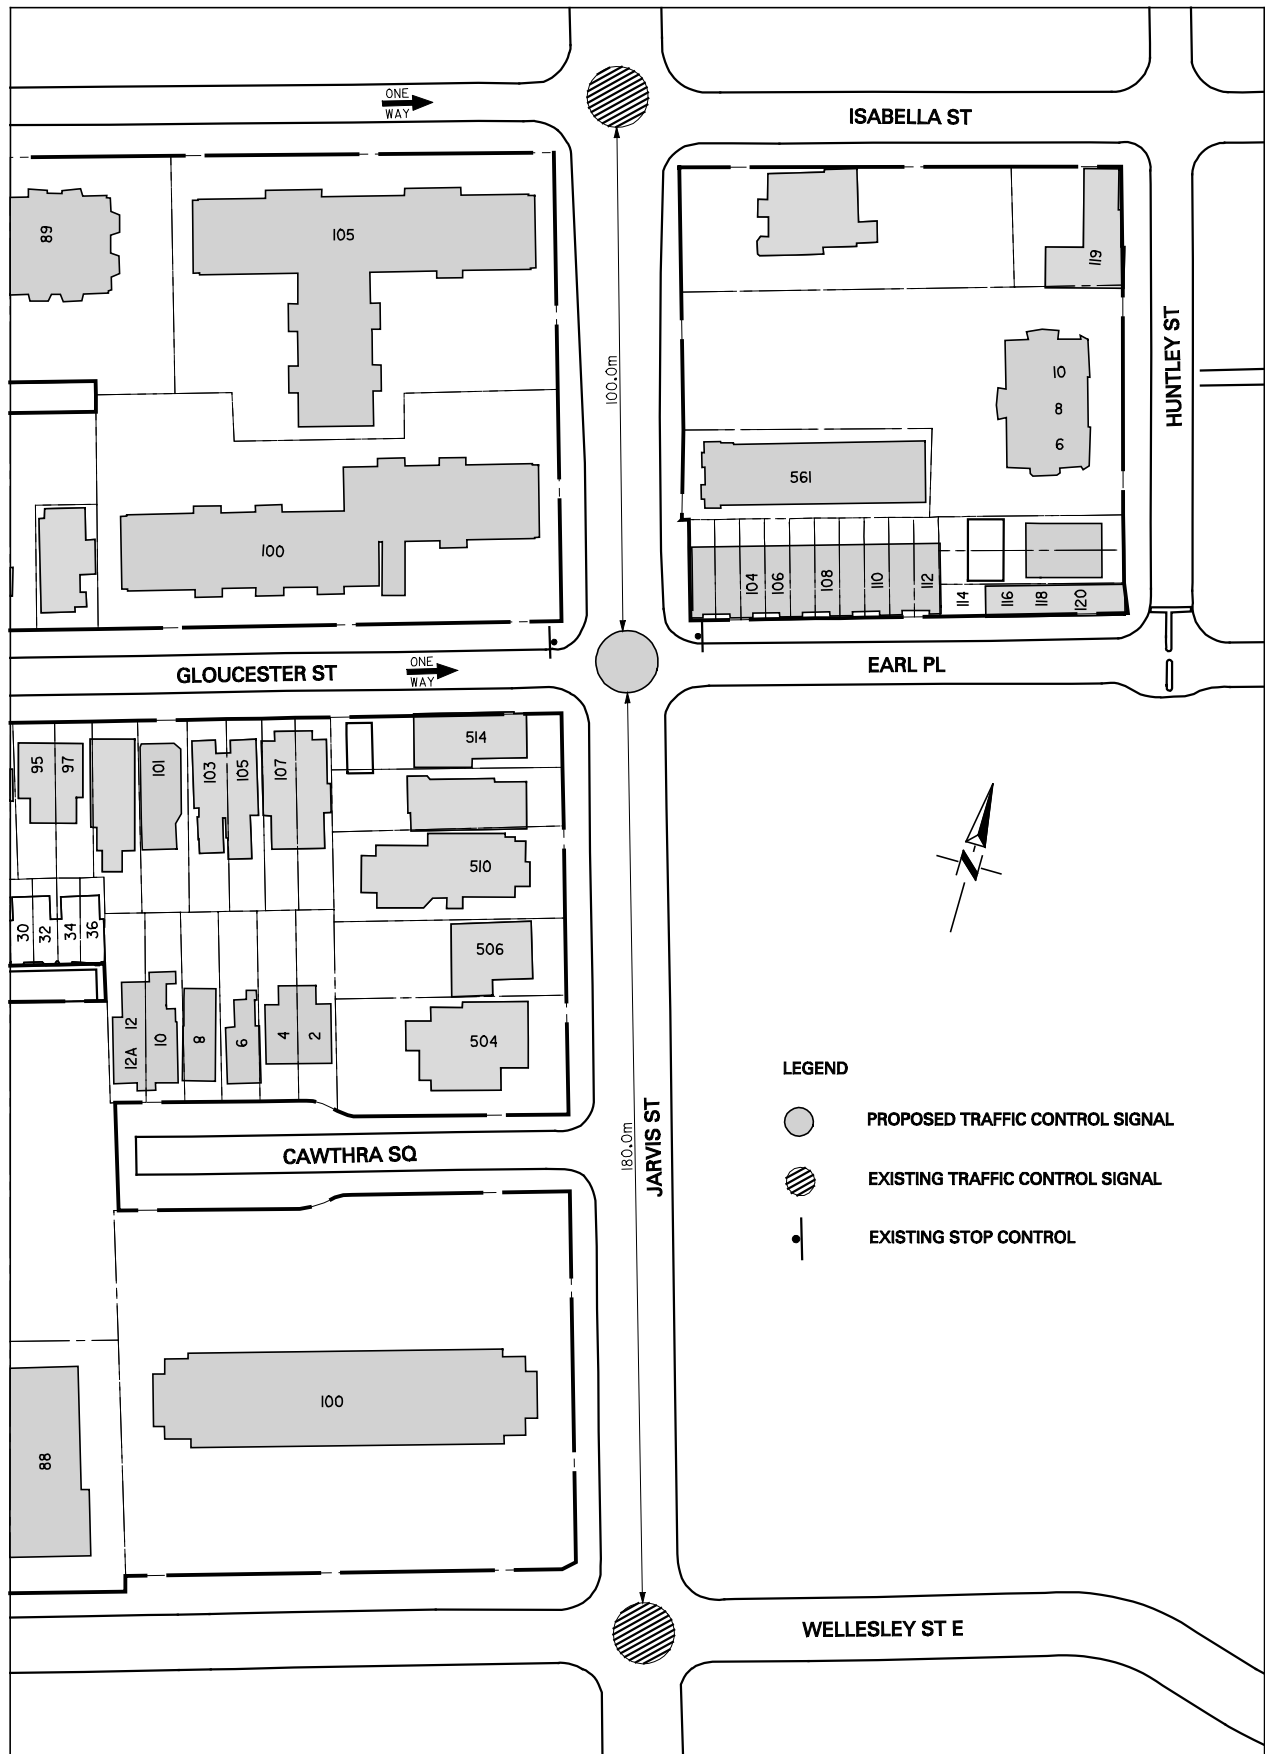 ONE
WAY
ISABELLA ST
89
105
119
HUNTLEY ST
100.0m
10
8
6
561
100
104
106
108
110
112
114
116
118
120
GLOUCESTER ST
ONE
WAY
EARL PL
95
97
101
103
105
107
514
510
30
32
34
36
506
12
12A
10
8
6
4
2
504
LEGEND
PROPOSED TRAFFIC CONTROL SIGNAL
EXISTING TRAFFIC CONTROL SIGNAL
EXISTING STOP CONTROL
N
CAWTHRA SQ
180.0m
JARVIS ST
100
88
WELLESLEY ST E